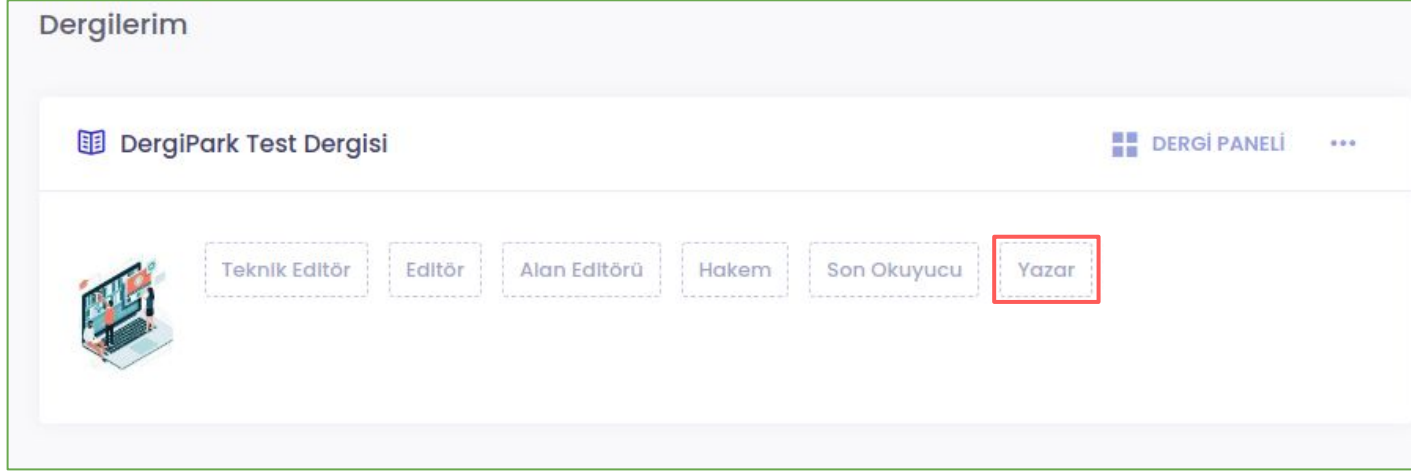 Dergilerim
DergiPark Test Dergisi DERGİ PANELİ
Teknik Editör Editör Alan Editörü Hakem Son Okuyucu Yazar